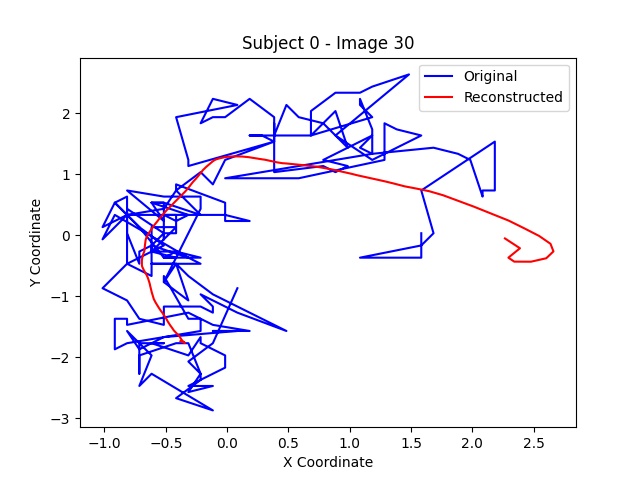 Subject 0 - Image 30
Original
Reconstructed
Y Coordinate
2
1
0
−1
−2
−3
−1.0 −0.5 0.0 0.5 1.0 1.5 2.0 2.5
X Coordinate